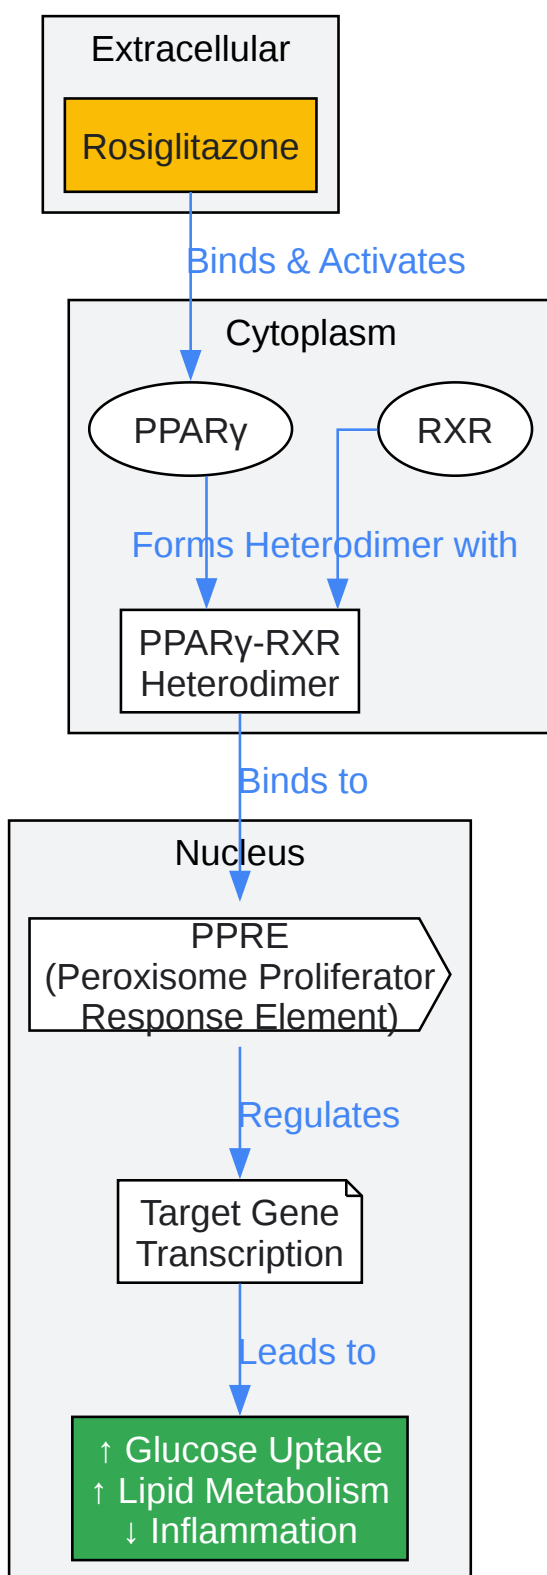 Extracellular
Rosiglitazone
Binds & Activates
Cytoplasm
PPARγ
RXR
Forms Heterodimer with
PPARγ-RXR
Heterodimer
Binds to
Nucleus
PPRE
(Peroxisome Proliferator
Response Element)
Regulates
Target Gene
Transcription
Leads to
↑ Glucose Uptake
↑ Lipid Metabolism
↓ Inflammation